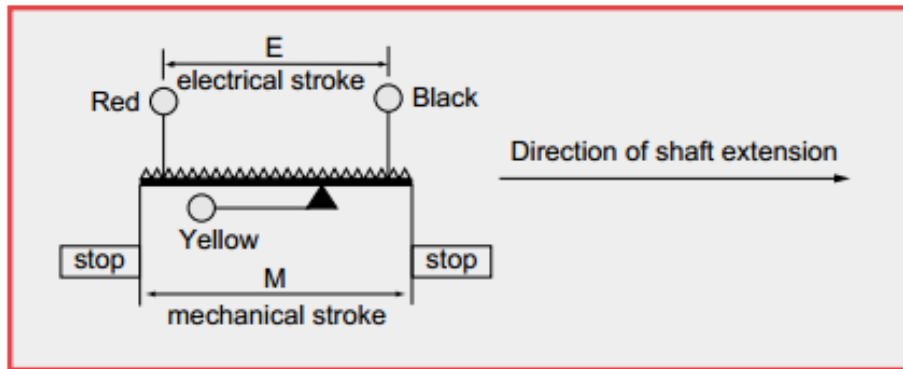 E
electrical stroke
Red
Black
Direction of shaft extension
Yellow
stop
stop
M
mechanical stroke